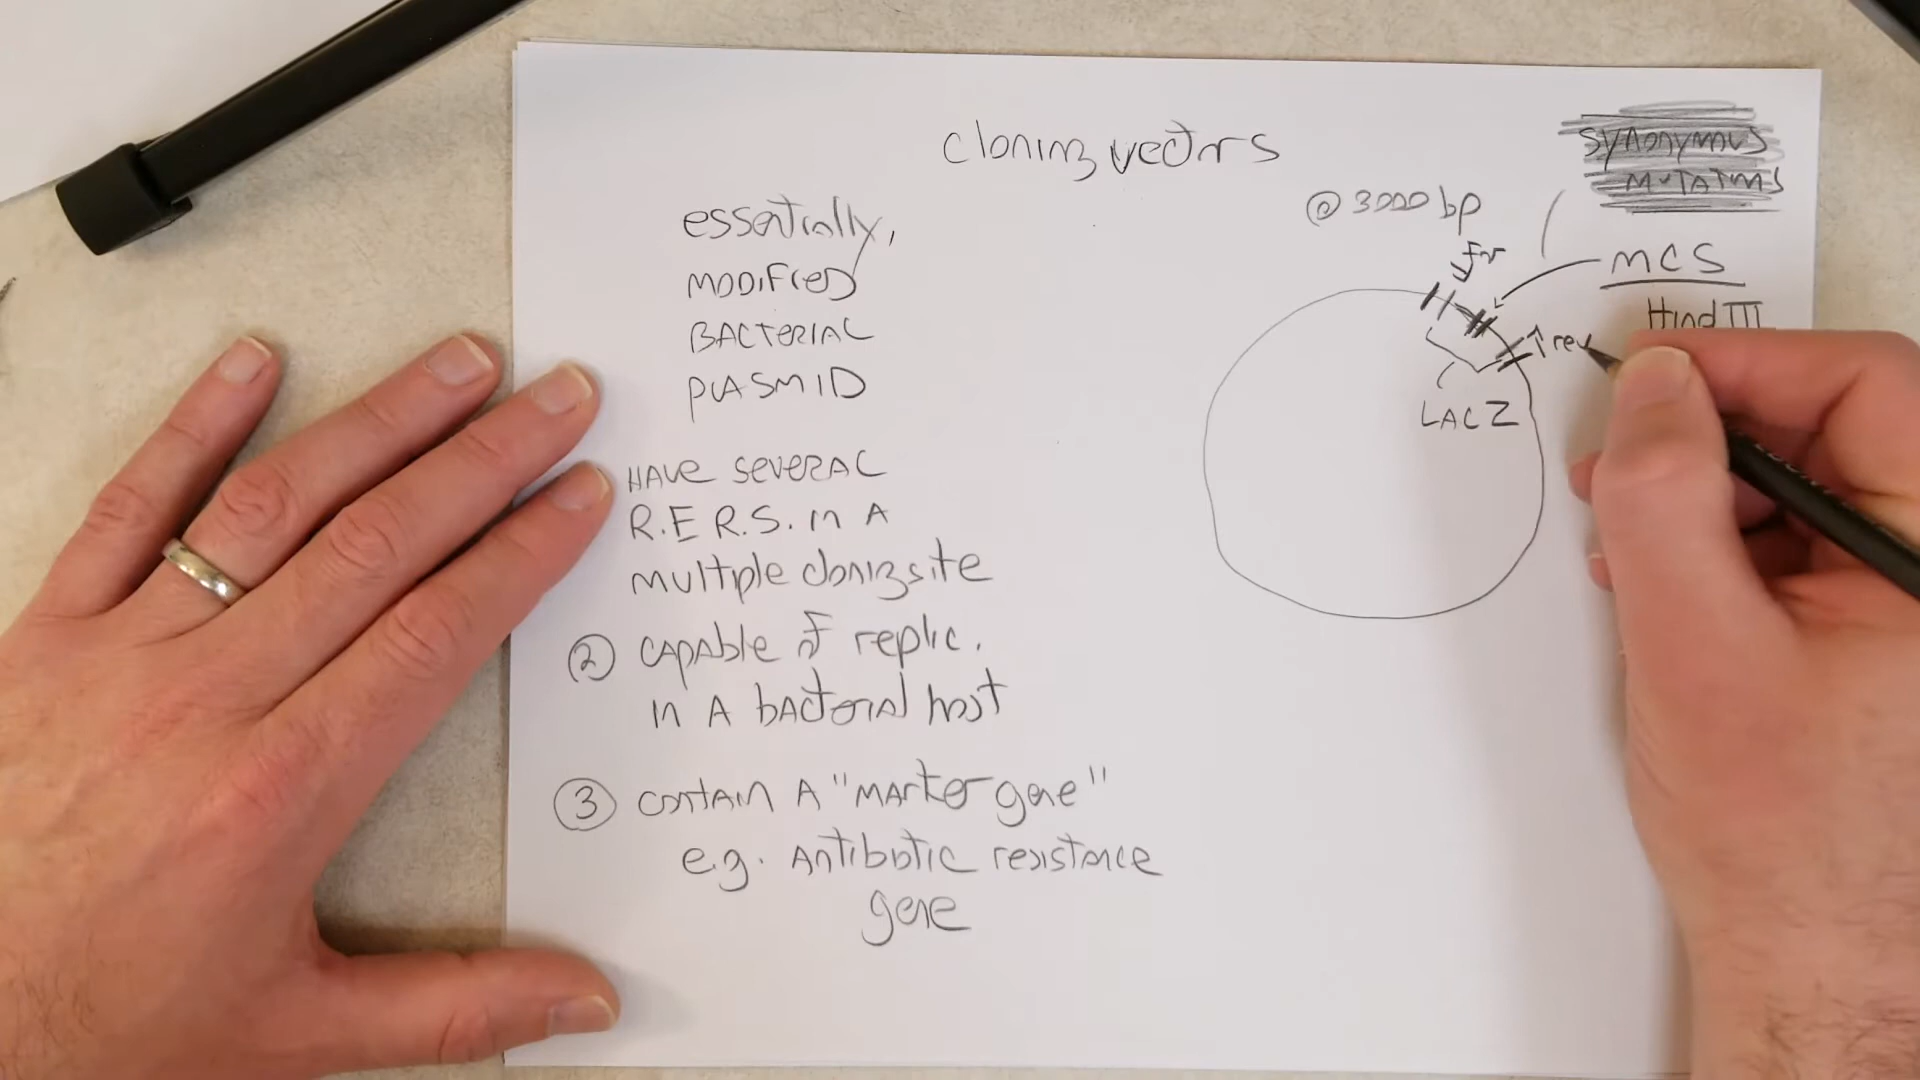 cloning vectors
essentially,
MODIFIED
BACTERIAL
PLASMID
HAVE SEVERAL
R.E R.S. IN A
multiple cloning site
② CAPABLE of replic.
IN A bACTERIAL host
③ CONTAIN A "MARKER gene"
e.g. ANTIBIOTIC resistance
gene
SYNONYMUS
MUTATIONS
@ 3000 bp
for
MCS
Hind III
rev
LAC Z